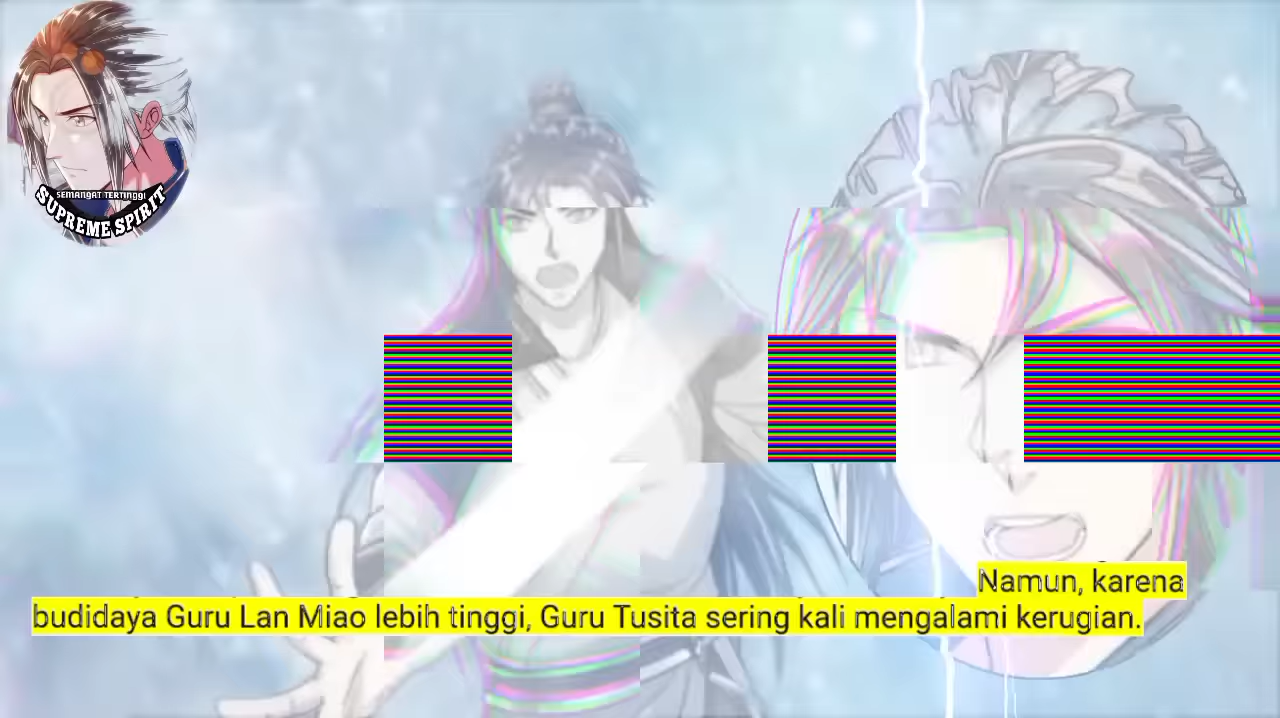 SEMANGAT TERTINGGI
SUPREME SPIRIT
Namun, karena
budidaya Guru Lan Miao lebih tinggi, Guru Tusita sering kali mengalami kerugian.